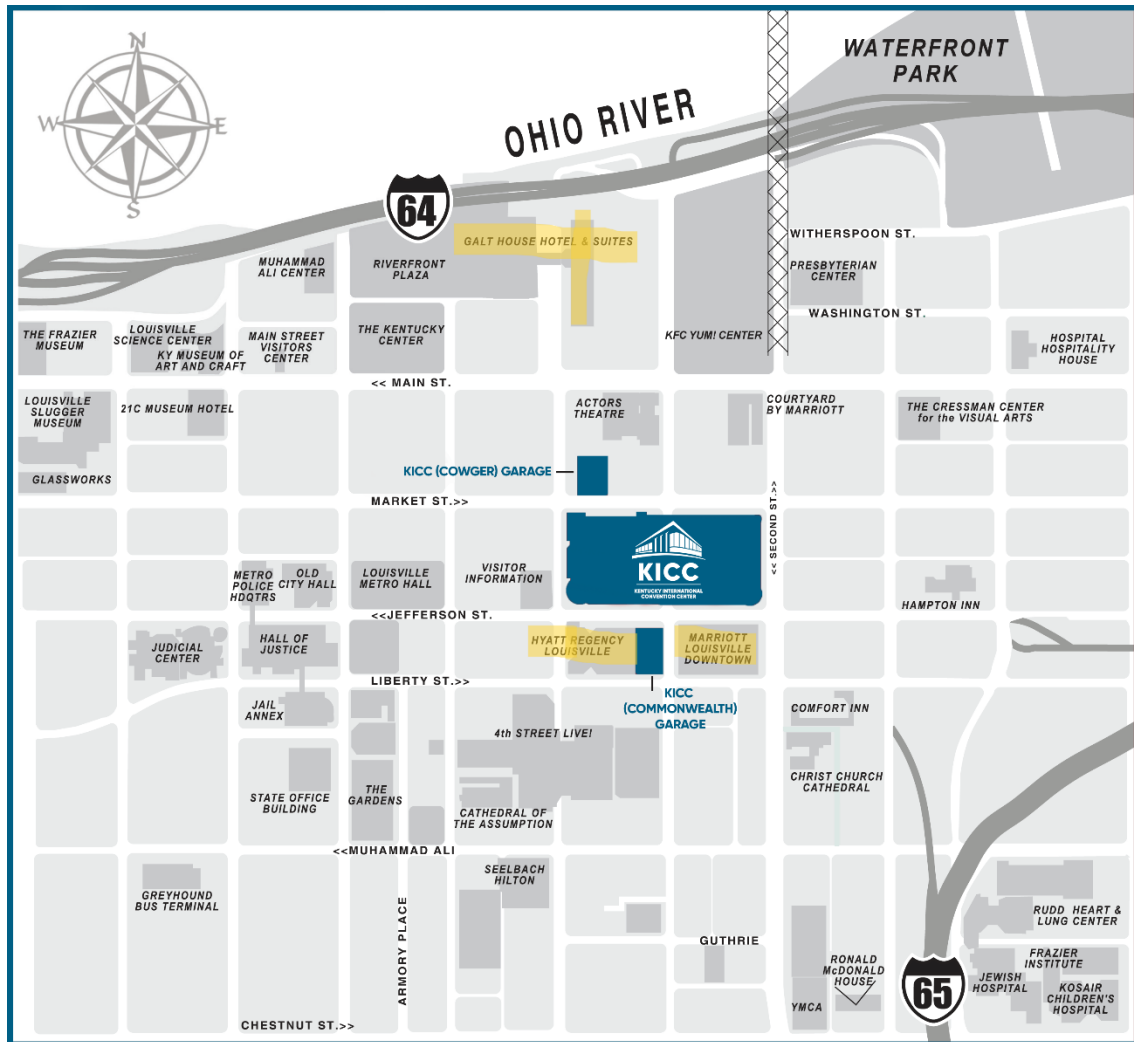 N
W
E
S
OHIO RIVER
WATERFRONT
PARK
64
GALT HOUSE HOTEL & SUITES
WITHERSPOON ST.
MUHAMMAD
ALI CENTER
RIVERFRONT
PLAZA
PRESBYTERIAN
CENTER
WASHINGTON ST.
THE FRAZIER
MUSEUM
LOUISVILLE
SCIENCE CENTER
KY MUSEUM OF
ART AND CRAFT
MAIN STREET
VISITORS
CENTER
THE KENTUCKY
CENTER
KFC YUM! CENTER
HOSPITAL
HOSPITALITY
HOUSE
<< MAIN ST.
LOUISVILLE
SLUGGER
MUSEUM
21C MUSEUM HOTEL
ACTORS
THEATRE
COURTYARD
BY MARRIOTT
THE CRESSMAN CENTER
for the VISUAL ARTS
GLASSWORKS
KICC (COWGER) GARAGE
MARKET ST.>>
<< SECOND ST.>>
KICC
KENTUCKY INTERNATIONAL
CONVENTION CENTER
METRO
POLICE
HDQTRS
OLD
CITY HALL
LOUISVILLE
METRO HALL
VISITOR
INFORMATION
HAMPTON INN
<<JEFFERSON ST.
JUDICIAL
CENTER
HALL OF
JUSTICE
HYATT REGENCY
LOUISVILLE
MARRIOTT
LOUISVILLE
DOWNTOWN
LIBERTY ST.>>
KICC
(COMMONWEALTH)
GARAGE
JAIL
ANNEX
COMFORT INN
4th STREET LIVE!
CHRIST CHURCH
CATHEDRAL
STATE OFFICE
BUILDING
THE
GARDENS
CATHEDRAL OF
THE ASSUMPTION
<<MUHAMMAD ALI
SEELBACH
HILTON
GREYHOUND
BUS TERMINAL
ARMORY PLACE
GUTHRIE
RUDD HEART &
LUNG CENTER
RONALD
McDONALD
HOUSE
YMCA
65
FRAZIER
INSTITUTE
JEWISH
HOSPITAL
KOSAIR
CHILDREN'S
HOSPITAL
CHESTNUT ST.>>